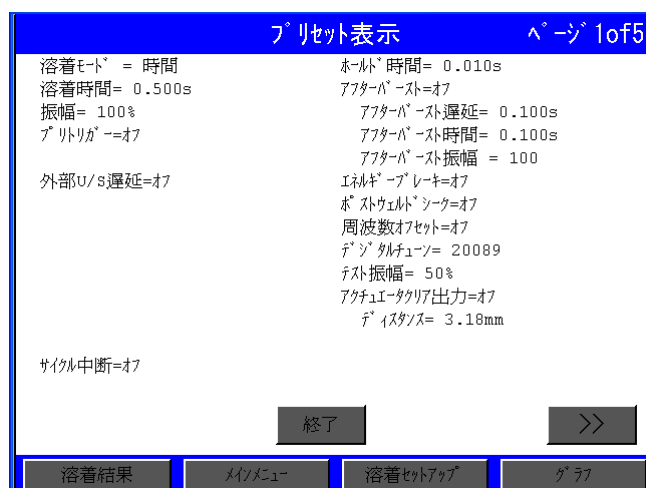 プリセット表示 ページ 1of5
溶着ﾓｰﾄﾞ = 時間
溶着時間= 0.500s
振幅= 100%
ﾌﾟﾘﾄﾘｶﾞｰ=ｵﾌ
外部U/S遅延=ｵﾌ
サイクル中断=ｵﾌ
ﾎｰﾙﾄﾞ時間= 0.010s
ｱﾌﾀｰﾊﾞｰｽﾄ=ｵﾌ
ｱﾌﾀｰﾊﾞｰｽﾄ遅延= 0.100s
ｱﾌﾀｰﾊﾞｰｽﾄ時間= 0.100s
ｱﾌﾀｰﾊﾞｰｽﾄ振幅 = 100
ｴﾈﾙｷﾞｰﾌﾞﾚｰｷ=ｵﾌ
ﾎﾟｽﾄｳｪﾙﾄﾞｼｰｸ=ｵﾌ
周波数ｵﾌｾｯﾄ=ｵﾌ
ﾃﾞｼﾞﾀﾙﾁｭｰﾝ= 20089
ﾃｽﾄ振幅= 50%
ｱｸﾁｭｴｰﾀｸﾘｱ出力=ｵﾌ
ﾃﾞｨｽﾀﾝｽ= 3.18mm
終了 >>
溶着結果 ﾒｲﾝﾒﾆｭｰ 溶着ｾｯﾄｱｯﾌﾟ ｸﾞﾗﾌ